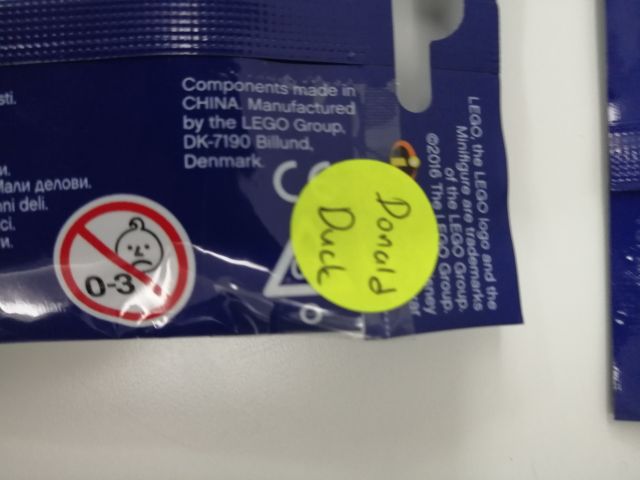 sti.
и.
Мали делови.
nni deli.
ci.
и.
Components made in
CHINA. Manufactured
by the LEGO Group,
DK-7190 Billund,
Denmark.
CE
0-3
Donald
Duck
LEGO, the LEGO logo and the
Minifigure are trademarks
of the LEGO Group.
©2016 The LEGO Group.